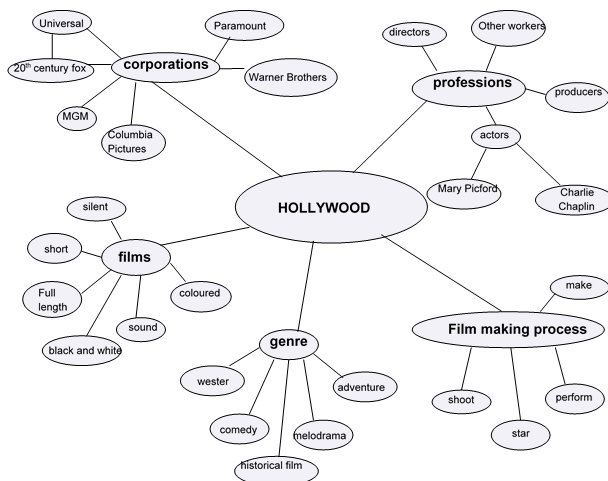 Universal
Paramount
20th century fox
corporations
Warner Brothers
MGM
Columbia
Pictures
directors
Other workers
professions
producers
actors
Mary Picford
Charlie
Chaplin
HOLLYWOOD
silent
short
films
Full
length
coloured
sound
black and white
genre
wester
adventure
comedy
melodrama
historical film
make
Film making process
shoot
perform
star